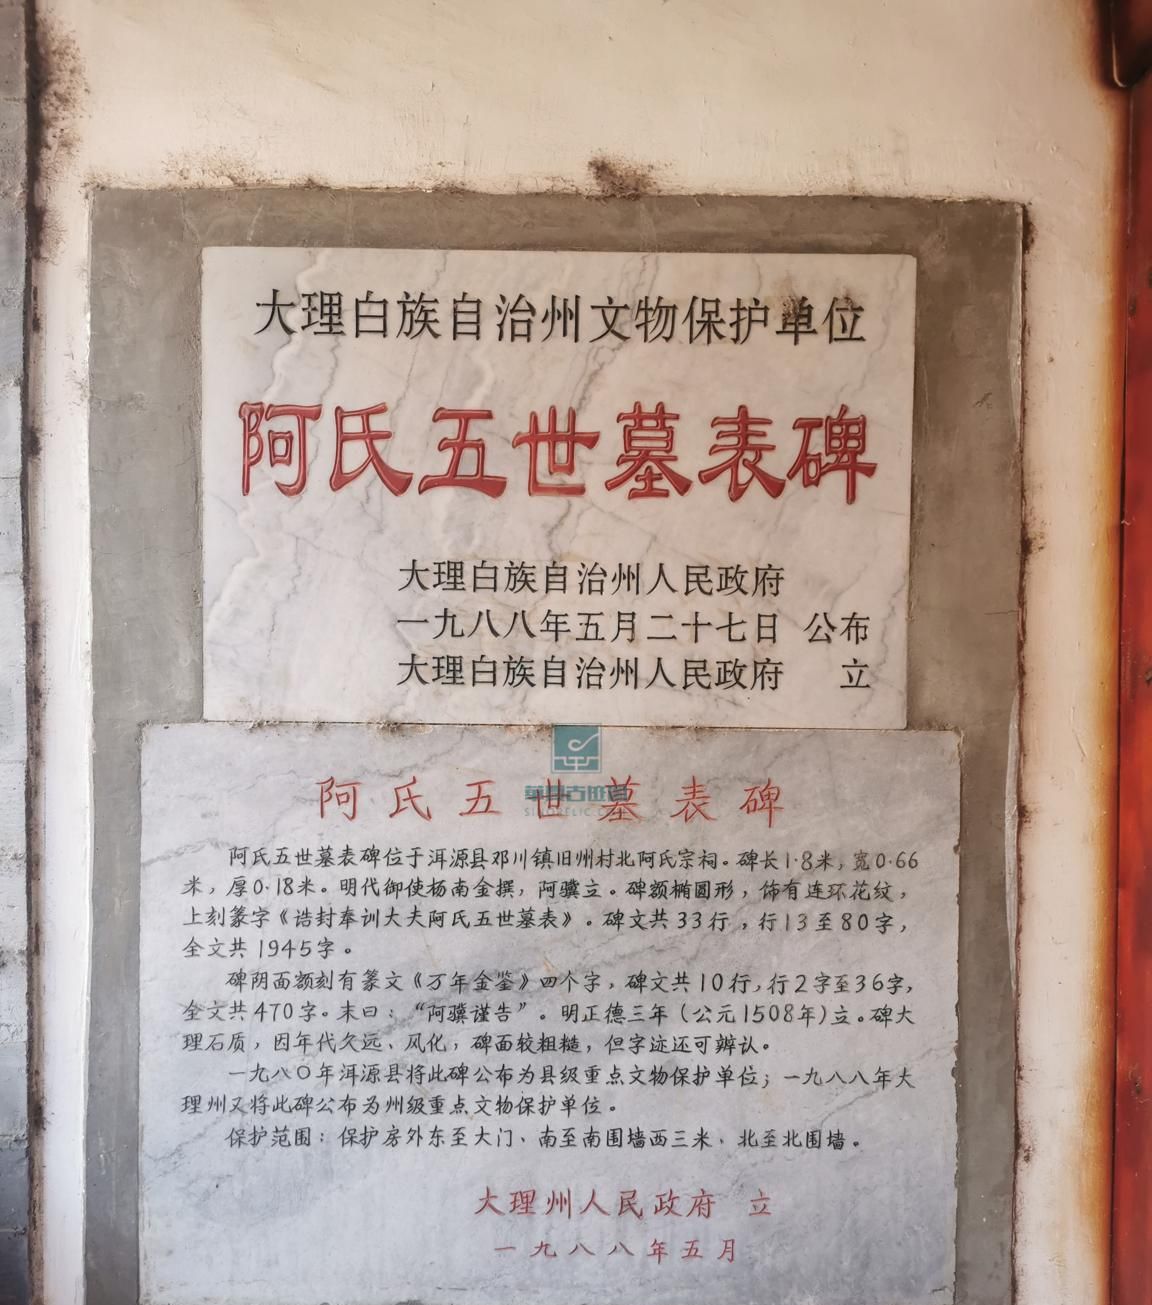 大理白族自治州文物保护单位
阿氏五世墓表碑
大理白族自治州人民政府
一九八八年五月二十七日 公布
大理白族自治州人民政府 立
阿氏五世墓表碑
阿氏五世墓表碑位于洱源县邓川镇旧州村北阿氏宗祠。碑长1·8米，宽0·66
米，厚0·18米。明代御使杨南金撰，阿骥立。碑额椭圆形，饰有连环花纹，
上刻篆字《诰封奉训大夫阿氏五世墓表》。碑文共33行，行13至80字，
全文共1945字。
碑阴面额刻有篆文《万年金鉴》四个字，碑文共10行，行2字至36字，
全文共470字。末曰：“阿骥谨告”。明正德三年（公元1508年）立。碑大
理石质，因年代久远、风化，碑面较粗糙，但字迹还可辨认。
一九八〇年洱源县将此碑公布为县级重点文物保护单位；一九八八年大
理州又将此碑公布为州级重点文物保护单位。
保护范围：保护房外东至大门、南至南围墙西三米、北至北围墙。
大理州人民政府 立
一九八八年五月